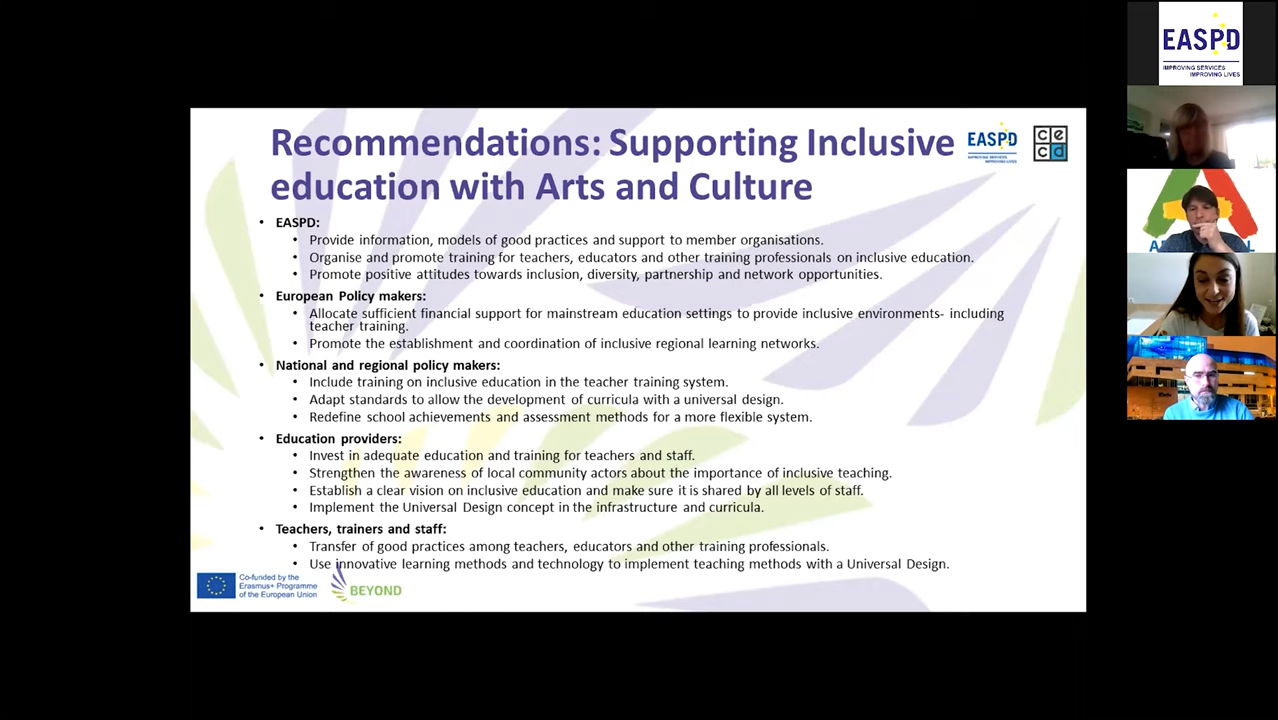 Recommendations: Supporting Inclusive
education with Arts and Culture
EASPD
IMPROVING SERVICES
IMPROVING LIVES
ce
cd
• EASPD:
• Provide information, models of good practices and support to member organisations.
• Organise and promote training for teachers, educators and other training professionals on inclusive education.
• Promote positive attitudes towards inclusion, diversity, partnership and network opportunities.
• European Policy makers:
• Allocate sufficient financial support for mainstream education settings to provide inclusive environments- including
teacher training.
• Promote the establishment and coordination of inclusive regional learning networks.
• National and regional policy makers:
• Include training on inclusive education in the teacher training system.
• Adapt standards to allow the development of curricula with a universal design.
• Redefine school achievements and assessment methods for a more flexible system.
• Education providers:
• Invest in adequate education and training for teachers and staff.
• Strengthen the awareness of local community actors about the importance of inclusive teaching.
• Establish a clear vision on inclusive education and make sure it is shared by all levels of staff.
• Implement the Universal Design concept in the infrastructure and curricula.
• Teachers, trainers and staff:
• Transfer of good practices among teachers, educators and other training professionals.
• Use innovative learning methods and technology to implement teaching methods with a Universal Design.
Co-funded by the
Erasmus+ Programme
of the European Union
BEYOND
EASPD
IMPROVING SERVICES
IMPROVING LIVES